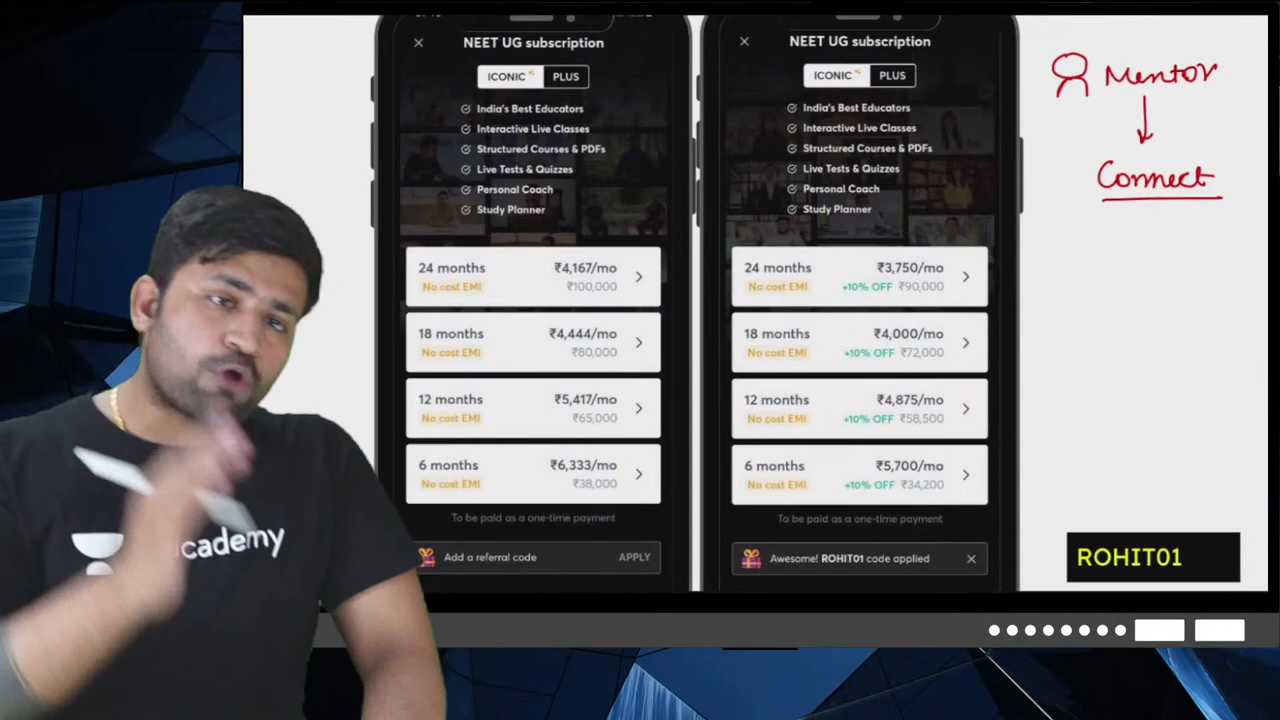 NEET UG subscription
ICONIC PLUS
India's Best Educators
Interactive Live Classes
Structured Courses & PDFs
Live Tests & Quizzes
Personal Coach
Study Planner
24 months ₹4,167/mo
No cost EMI ₹100,000
18 months ₹4,444/mo
No cost EMI ₹80,000
12 months ₹5,417/mo
No cost EMI ₹65,000
6 months ₹6,333/mo
No cost EMI ₹38,000
To be paid as a one-time payment
Add a referral code APPLY
NEET UG subscription
ICONIC PLUS
India's Best Educators
Interactive Live Classes
Structured Courses & PDFs
Live Tests & Quizzes
Personal Coach
Study Planner
24 months ₹3,750/mo
No cost EMI +10% OFF ₹90,000
18 months ₹4,000/mo
No cost EMI +10% OFF ₹72,000
12 months ₹4,875/mo
No cost EMI +10% OFF ₹58,500
6 months ₹5,700/mo
No cost EMI +10% OFF ₹34,200
To be paid as a one-time payment
Awesome! ROHIT01 code applied
Mentor
Connect
ROHIT01